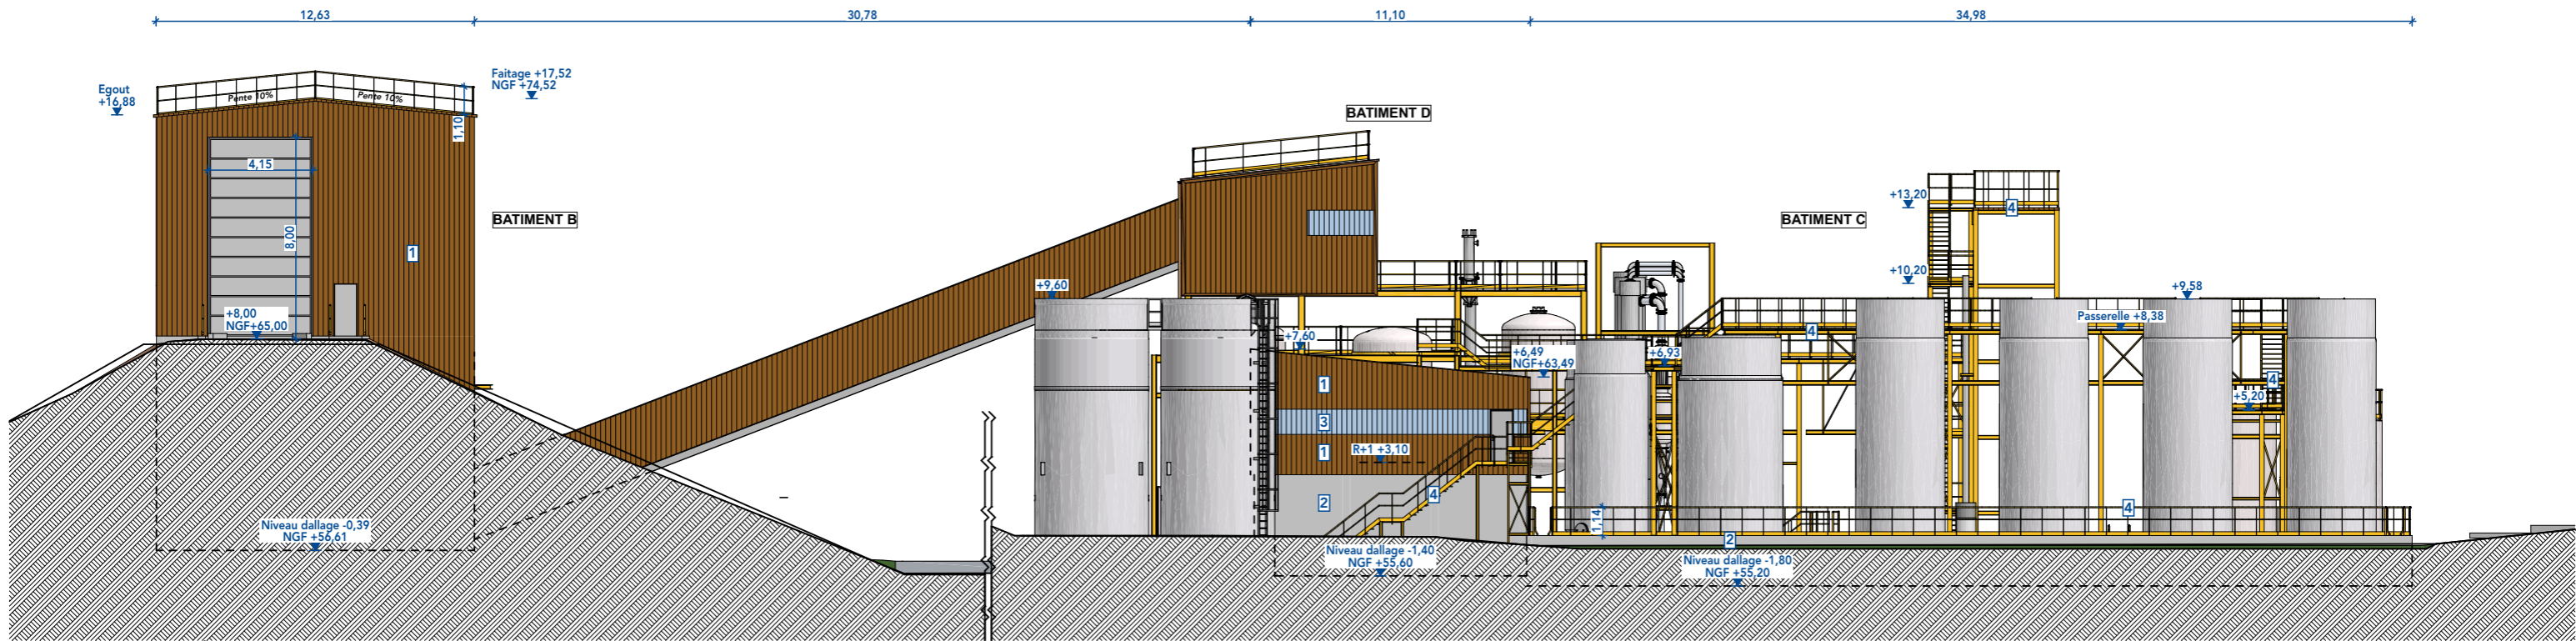 12,63
30,78
11,10
34,98
Egout
+16,88
Faitage +17,52
NGF +74,52
Pente 10%
Pente 10%
1,10
BATIMENT D
4,15
8,00
1
BATIMENT B
BATIMENT C
+13,20
4
+10,20
+9,60
+9,58
+8,00
NGF+65,00
Passerelle +8,38
4
+7,60
+6,49
NGF+63,49
+6,93
1
4
+5,20
3
1
R+1 +3,10
2
4
4
1,14
Niveau dallage -0,39
NGF +56,61
2
Niveau dallage -1,40
NGF +55,60
Niveau dallage -1,80
NGF +55,20